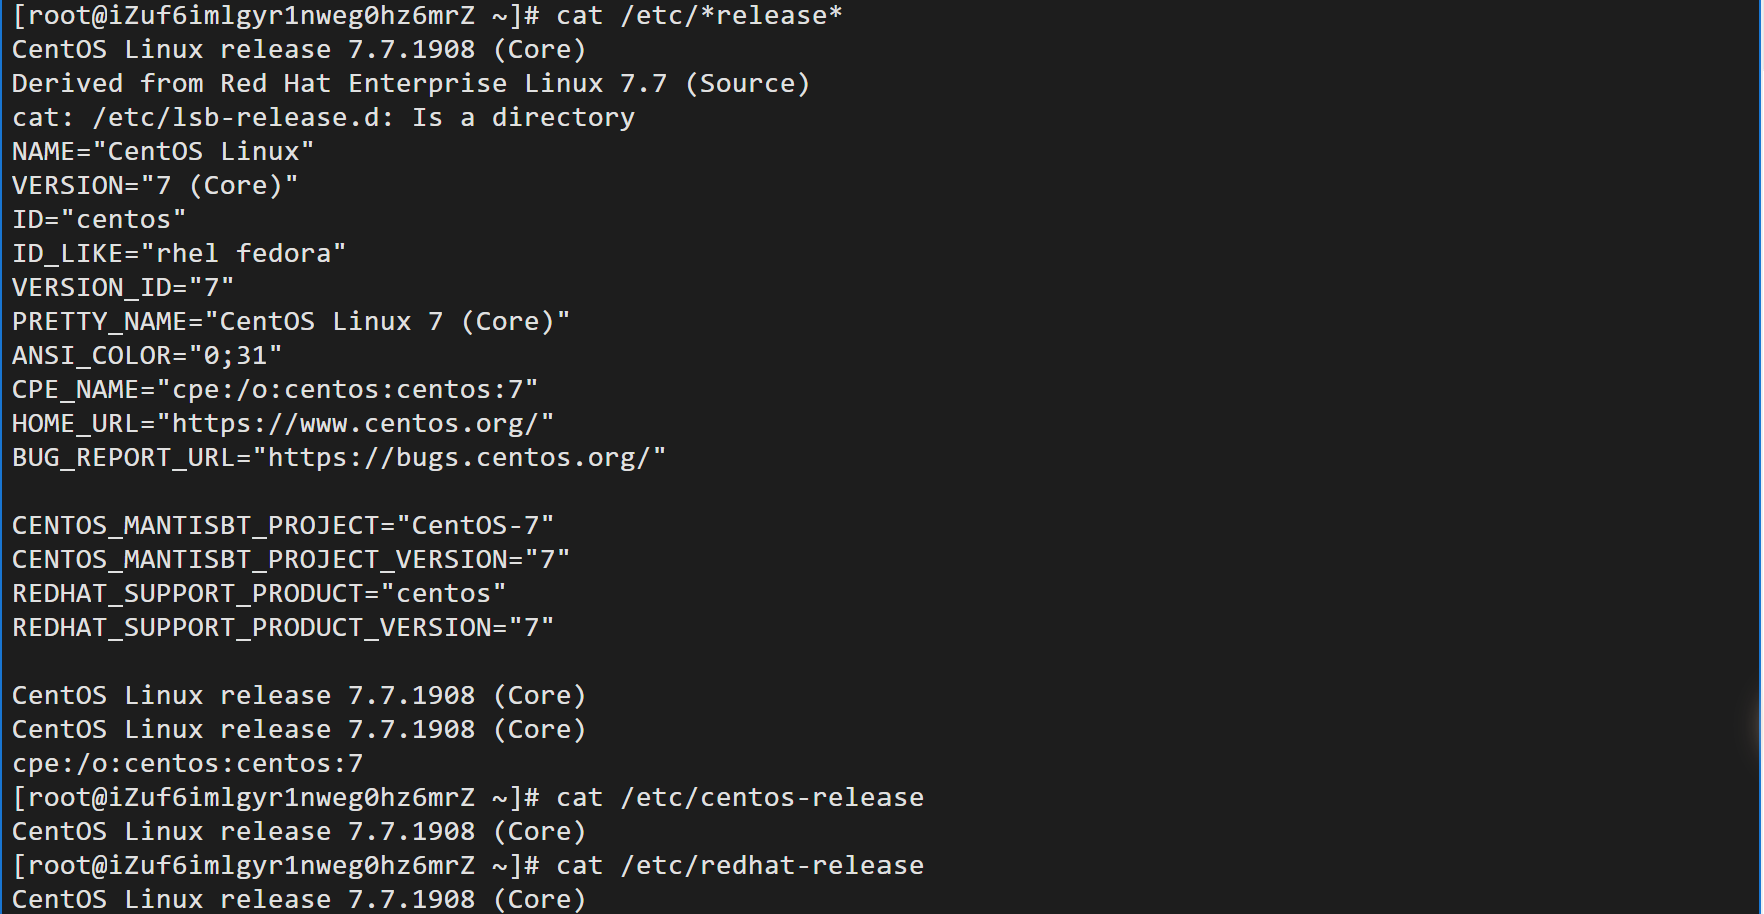 [root@iZuf6imlgyr1nweg0hz6mrZ ~]# cat /etc/*release*
CentOS Linux release 7.7.1908 (Core)
Derived from Red Hat Enterprise Linux 7.7 (Source)
cat: /etc/lsb-release.d: Is a directory
NAME="CentOS Linux"
VERSION="7 (Core)"
ID="centos"
ID_LIKE="rhel fedora"
VERSION_ID="7"
PRETTY_NAME="CentOS Linux 7 (Core)"
ANSI_COLOR="0;31"
CPE_NAME="cpe:/o:centos:centos:7"
HOME_URL="https://www.centos.org/"
BUG_REPORT_URL="https://bugs.centos.org/"

CENTOS_MANTISBT_PROJECT="CentOS-7"
CENTOS_MANTISBT_PROJECT_VERSION="7"
REDHAT_SUPPORT_PRODUCT="centos"
REDHAT_SUPPORT_PRODUCT_VERSION="7"

CentOS Linux release 7.7.1908 (Core)
CentOS Linux release 7.7.1908 (Core)
cpe:/o:centos:centos:7
[root@iZuf6imlgyr1nweg0hz6mrZ ~]# cat /etc/centos-release
CentOS Linux release 7.7.1908 (Core)
[root@iZuf6imlgyr1nweg0hz6mrZ ~]# cat /etc/redhat-release
CentOS Linux release 7.7.1908 (Core)